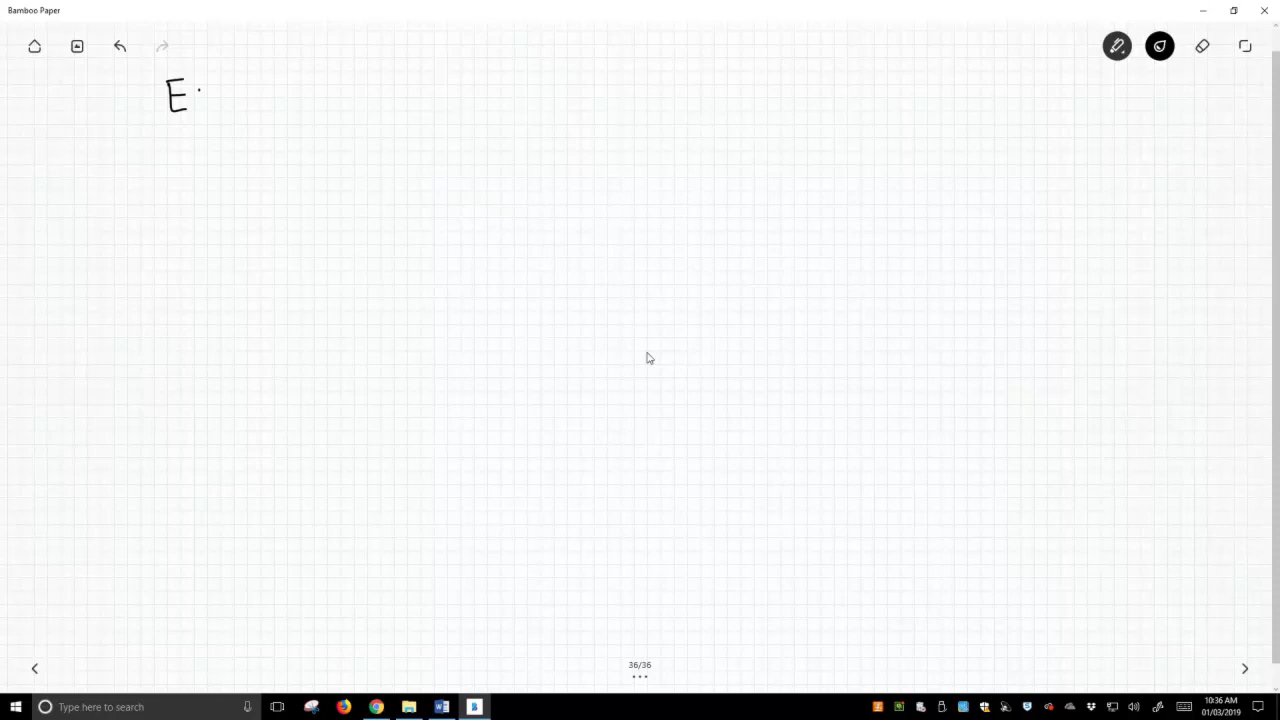 Bamboo Paper
E.
36/36
Type here to search
10:36 AM
01/03/2019